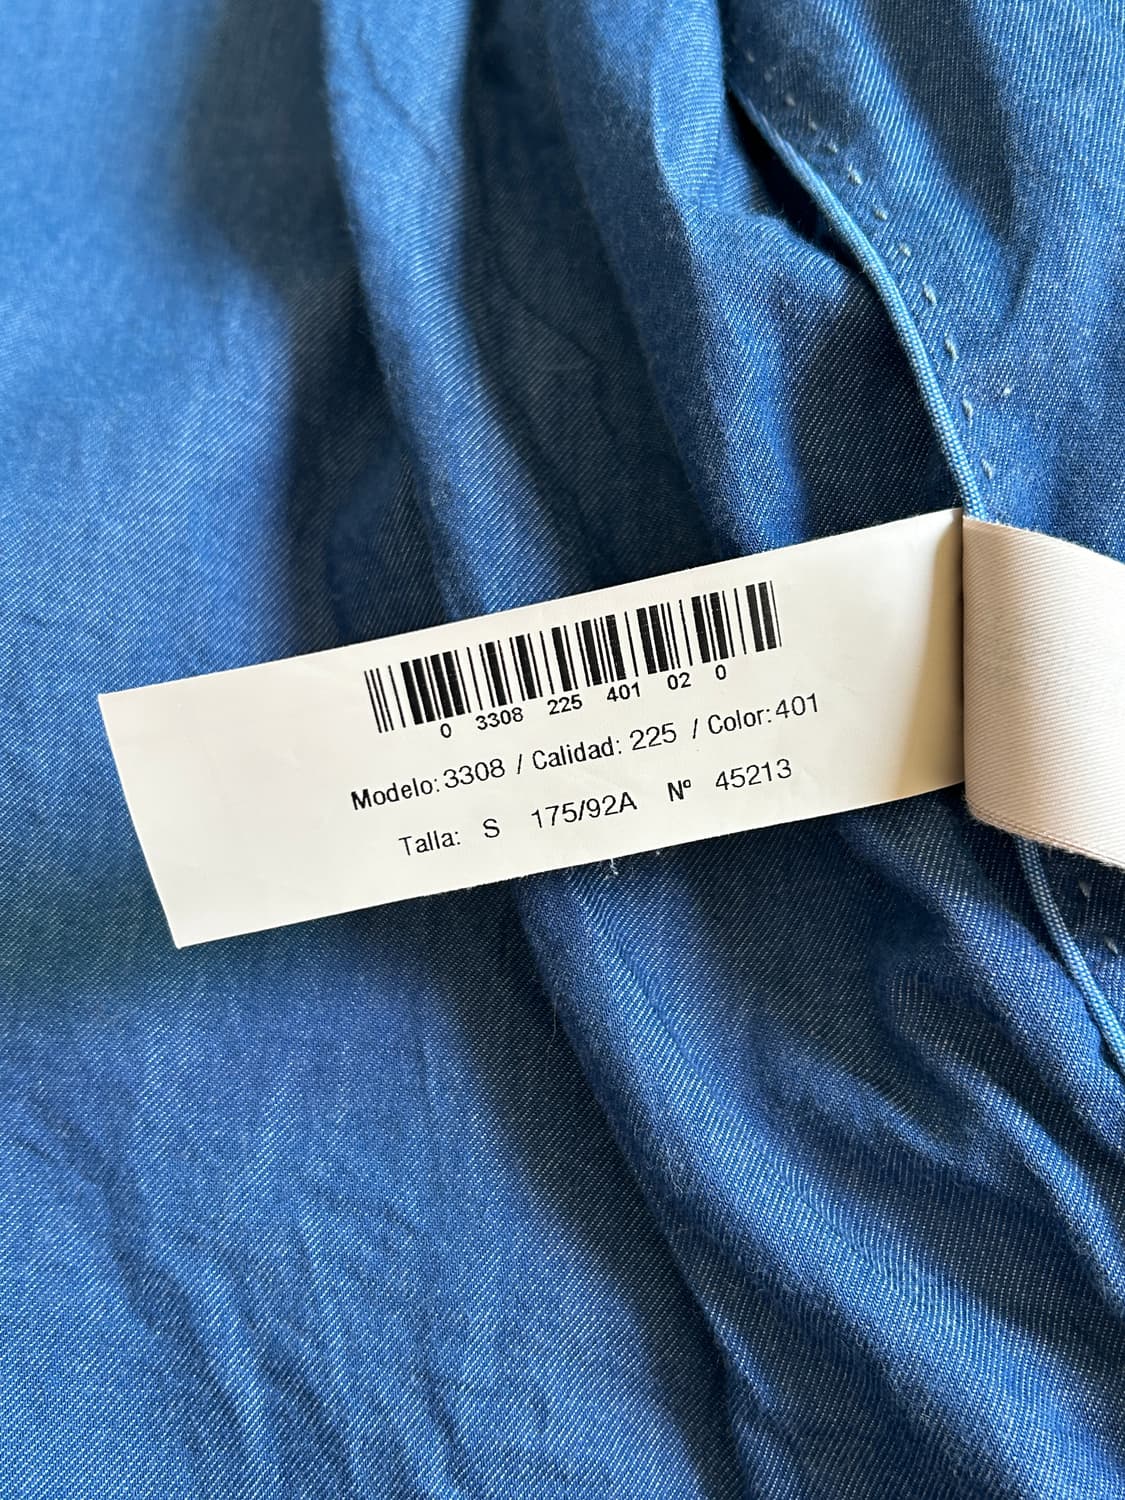 0 3308 225 401 02 0
Modelo: 3308 / Calidad: 225 / Color: 401
Talla: S 175/92A Nº 45213